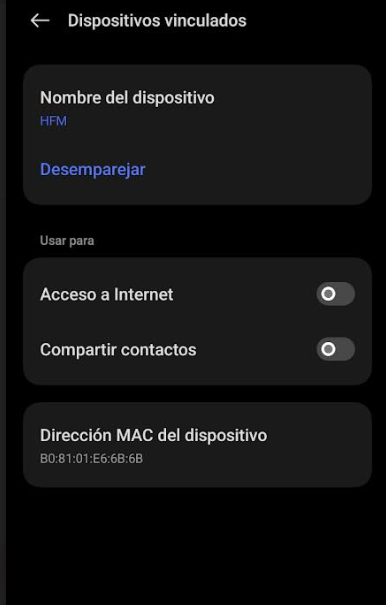 Dispositivos vinculados
Nombre del dispositivo
HFM
Desemparejar
Usar para
Acceso a Internet
Compartir contactos
Dirección MAC del dispositivo
B0:81:01:E6:6B:6B